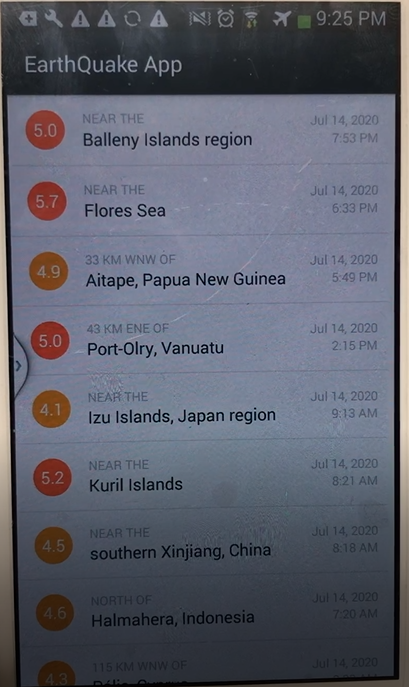 9:25 PM
EarthQuake App
5.0
NEAR THE
Balleny Islands region
Jul 14, 2020
7:53 PM
5.7
NEAR THE
Flores Sea
Jul 14, 2020
6:33 PM
4.9
33 KM WNW OF
Aitape, Papua New Guinea
Jul 14, 2020
5:49 PM
5.0
43 KM ENE OF
Port-Olry, Vanuatu
Jul 14, 2020
2:15 PM
4.1
NEAR THE
Izu Islands, Japan region
Jul 14, 2020
9:13 AM
5.2
NEAR THE
Kuril Islands
Jul 14, 2020
8:21 AM
4.5
NEAR THE
southern Xinjiang, China
Jul 14, 2020
8:18 AM
4.6
NORTH OF
Halmahera, Indonesia
Jul 14, 2020
7:20 AM
4.3
115 KM WNW OF
Jul 14, 2020